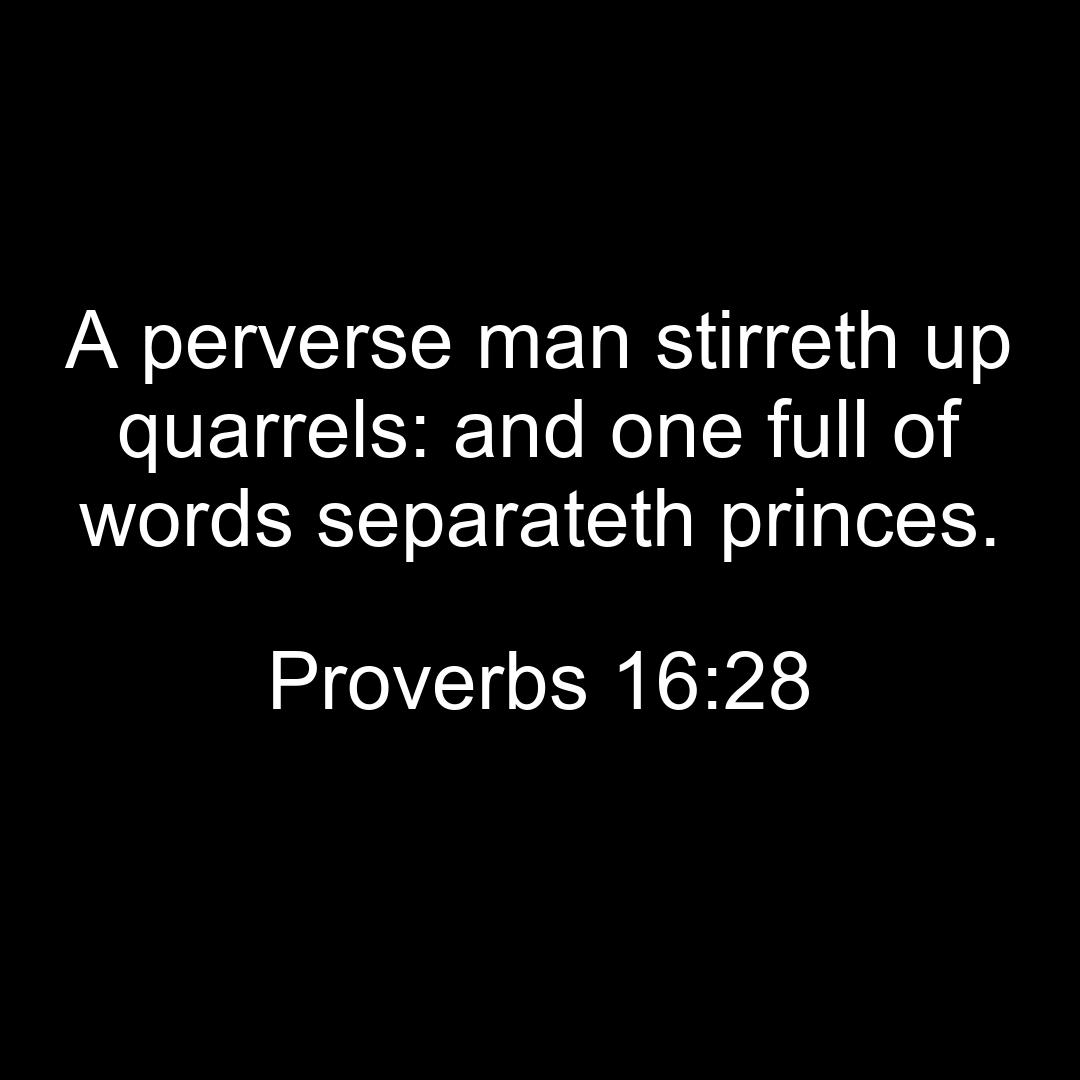 A perverse man stirreth up
quarrels: and one full of
words separateth princes.
Proverbs 16:28